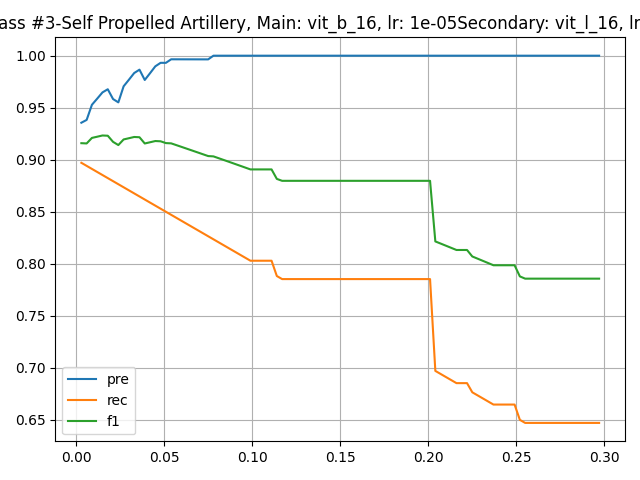 ass #3-Self Propelled Artillery, Main: vit_b_16, lr: 1e-05Secondary: vit_l_16, lr
1.00
0.95
0.90
0.85
0.80
0.75
0.70
0.65
pre
rec
f1
0.00 0.05 0.10 0.15 0.20 0.25 0.30